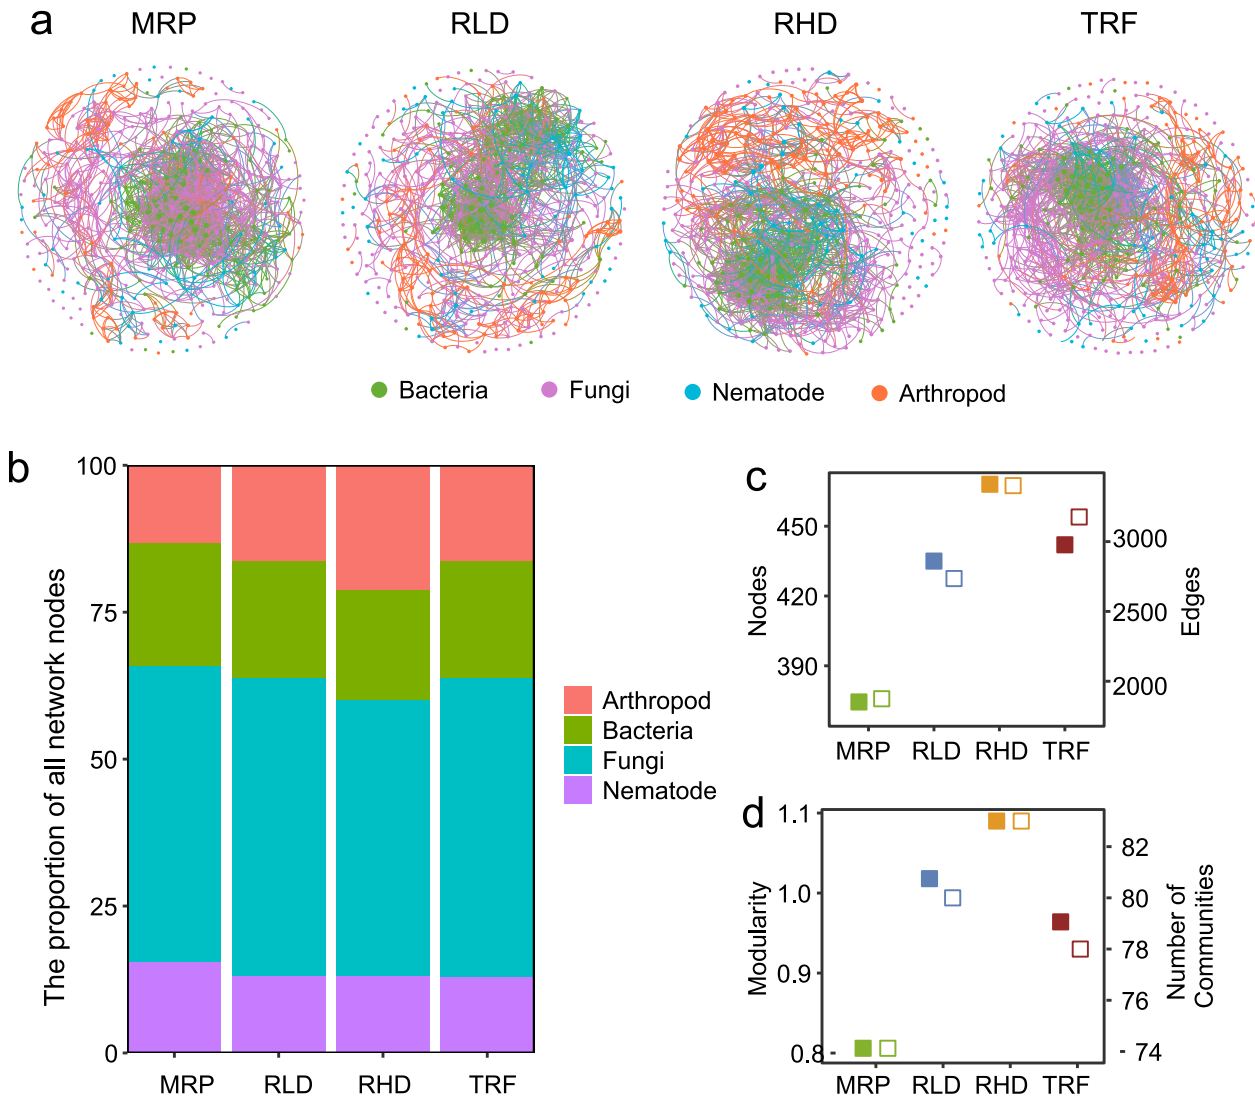 a
MRP RLD RHD TRF
Bacteria Fungi Nematode Arthropod
b
The proportion of all network nodes
100
75
50
25
0
MRP RLD RHD TRF
Arthropod
Bacteria
Fungi
Nematode
c
Nodes
450
420
390
3000
2500
2000
Edges
MRP RLD RHD TRF
d
Modularity
1.1
1.0
0.9
0.8
82
80
78
76
74
Number of
Communities
MRP RLD RHD TRF